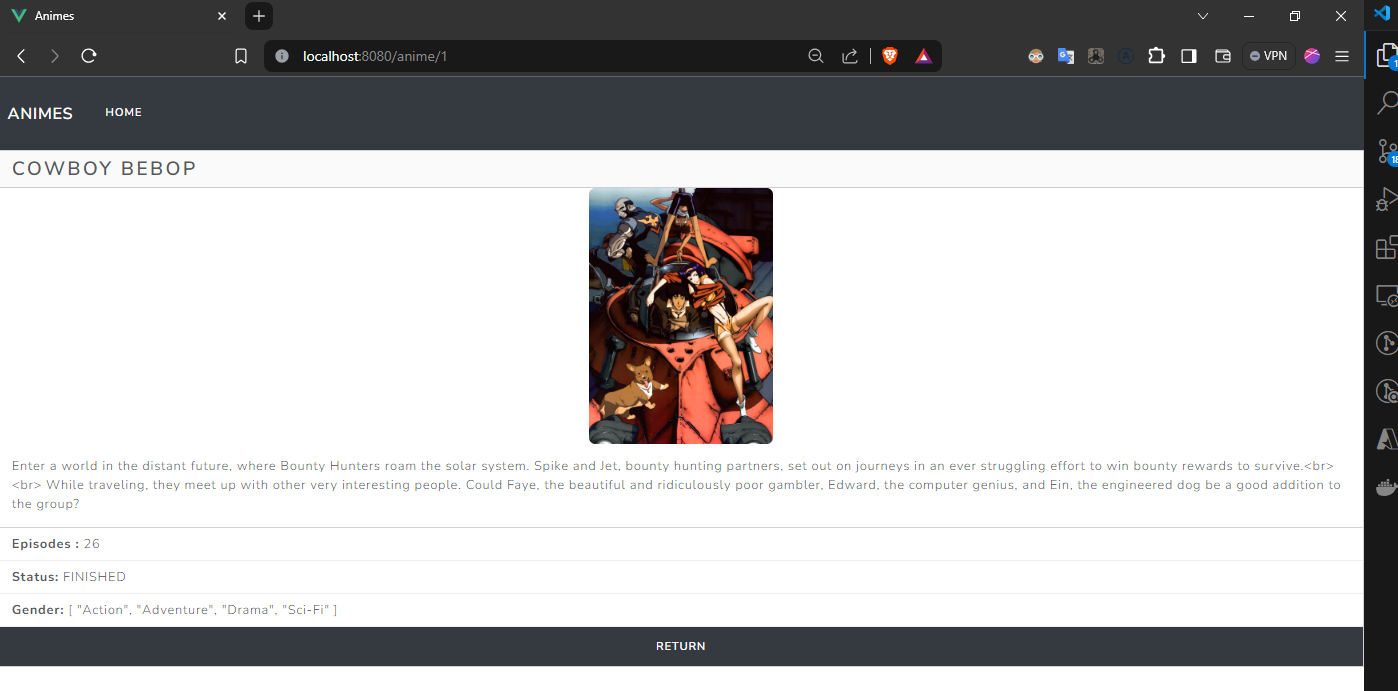 Animes
localhost:8080/anime/1
VPN
1
ANIMES HOME
18
COWBOY BEBOP
Enter a world in the distant future, where Bounty Hunters roam the solar system. Spike and Jet, bounty hunting partners, set out on journeys in an ever struggling effort to win bounty rewards to survive.<br>
<br> While traveling, they meet up with other very interesting people. Could Faye, the beautiful and ridiculously poor gambler, Edward, the computer genius, and Ein, the engineered dog be a good addition to
the group?
Episodes : 26
Status: FINISHED
Gender: [ "Action", "Adventure", "Drama", "Sci-Fi" ]
RETURN